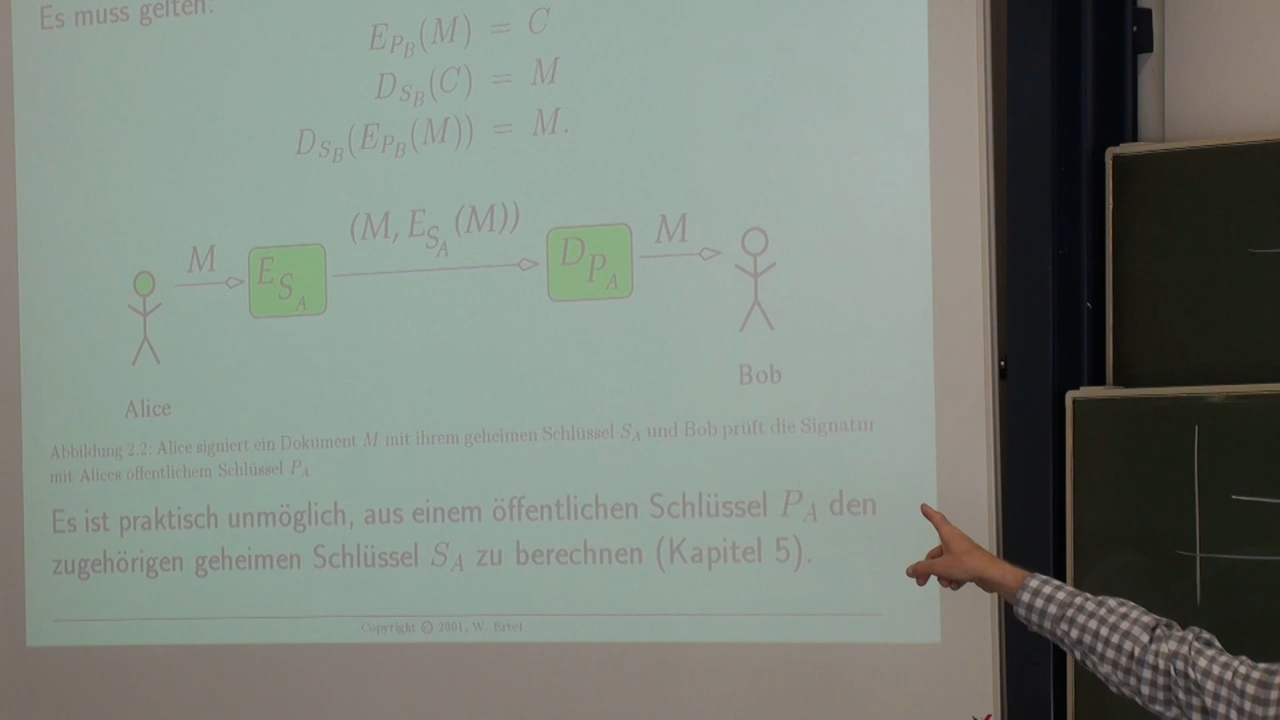 Es muss gelten:
E_{P_B}(M) = C
D_{S_B}(C) = M
D_{S_B}(E_{P_B}(M)) = M.
M E_{S_A} (M, E_{S_A}(M)) D_{P_A} M
Alice
Bob
Abbildung 2.2: Alice signiert ein Dokument M mit ihrem geheimen Schlüssel S_A und Bob prüft die Signatur
mit Alices öffentlichem Schlüssel P_A
Es ist praktisch unmöglich, aus einem öffentlichen Schlüssel P_A den
zugehörigen geheimen Schlüssel S_A zu berechnen (Kapitel 5).
Copyright © 2001, W. Ertel